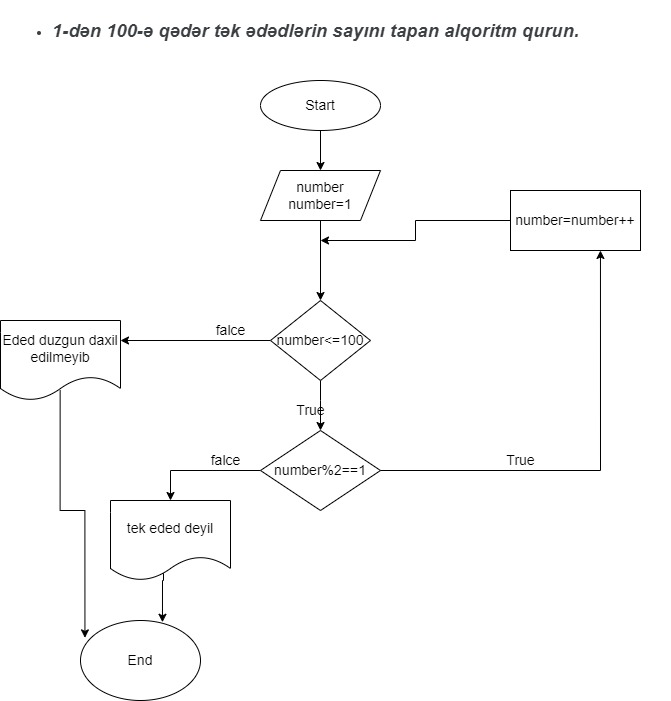 1-dən 100-ə qədər tək ədədlərin sayını tapan alqoritm qurun.
Start
number
number=1
number=number++
falce
number<=100
Eded duzgun daxil
edilmeyib
True
falce
number%2==1
True
tek eded deyil
End